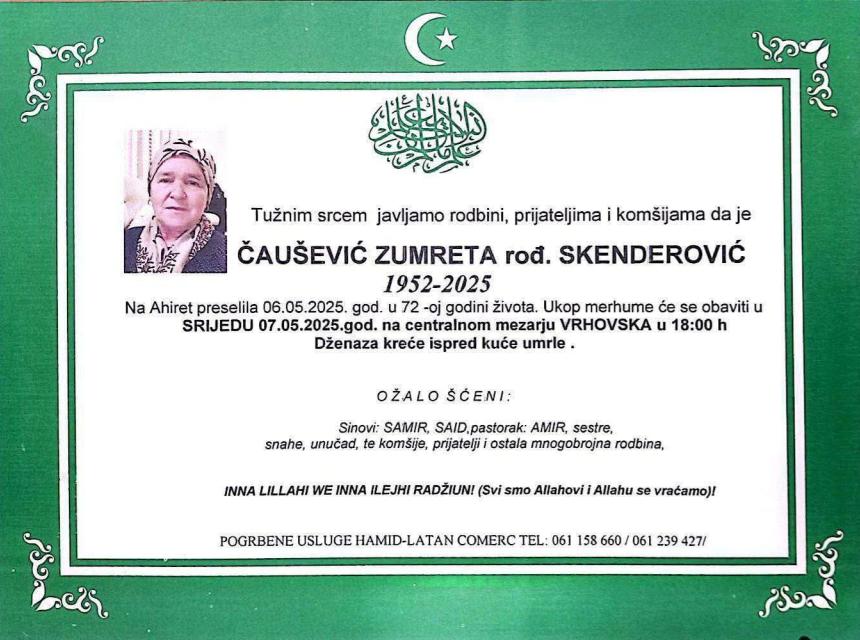 Tužnim srcem javljamo rodbini, prijateljima i komšijama da je
ČAUŠEVIĆ ZUMRETA rođ. SKENDEROVIĆ
1952-2025
Na Ahiret preselila 06.05.2025. god. u 72 -oj godini života. Ukop merhume će se obaviti u
SRIJEDU 07.05.2025.god. na centralnom mezarju VRHOVSKA u 18:00 h
Dženaza kreće ispred kuće umrle .
OŽALO ŠĆENI:
Sinovi: SAMIR, SAID,pastorak: AMIR, sestre,
snahe, unučad, te komšije, prijatelji i ostala mnogobrojna rodbina,
INNA LILLAHI WE INNA ILEJHI RADŽIUN! (Svi smo Allahovi i Allahu se vraćamo)!
POGRBENE USLUGE HAMID-LATAN COMERC TEL: 061 158 660 / 061 239 427/